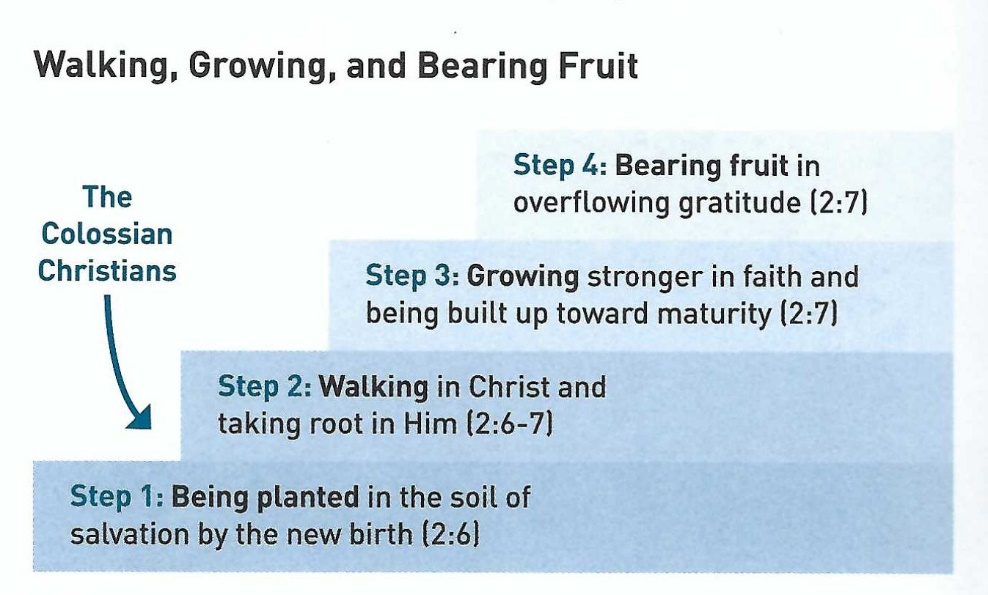 Walking, Growing, and Bearing Fruit
The
Colossian
Christians
Step 4: Bearing fruit in
overflowing gratitude (2:7)
Step 3: Growing stronger in faith and
being built up toward maturity (2:7)
Step 2: Walking in Christ and
taking root in Him (2:6-7)
Step 1: Being planted in the soil of
salvation by the new birth (2:6)